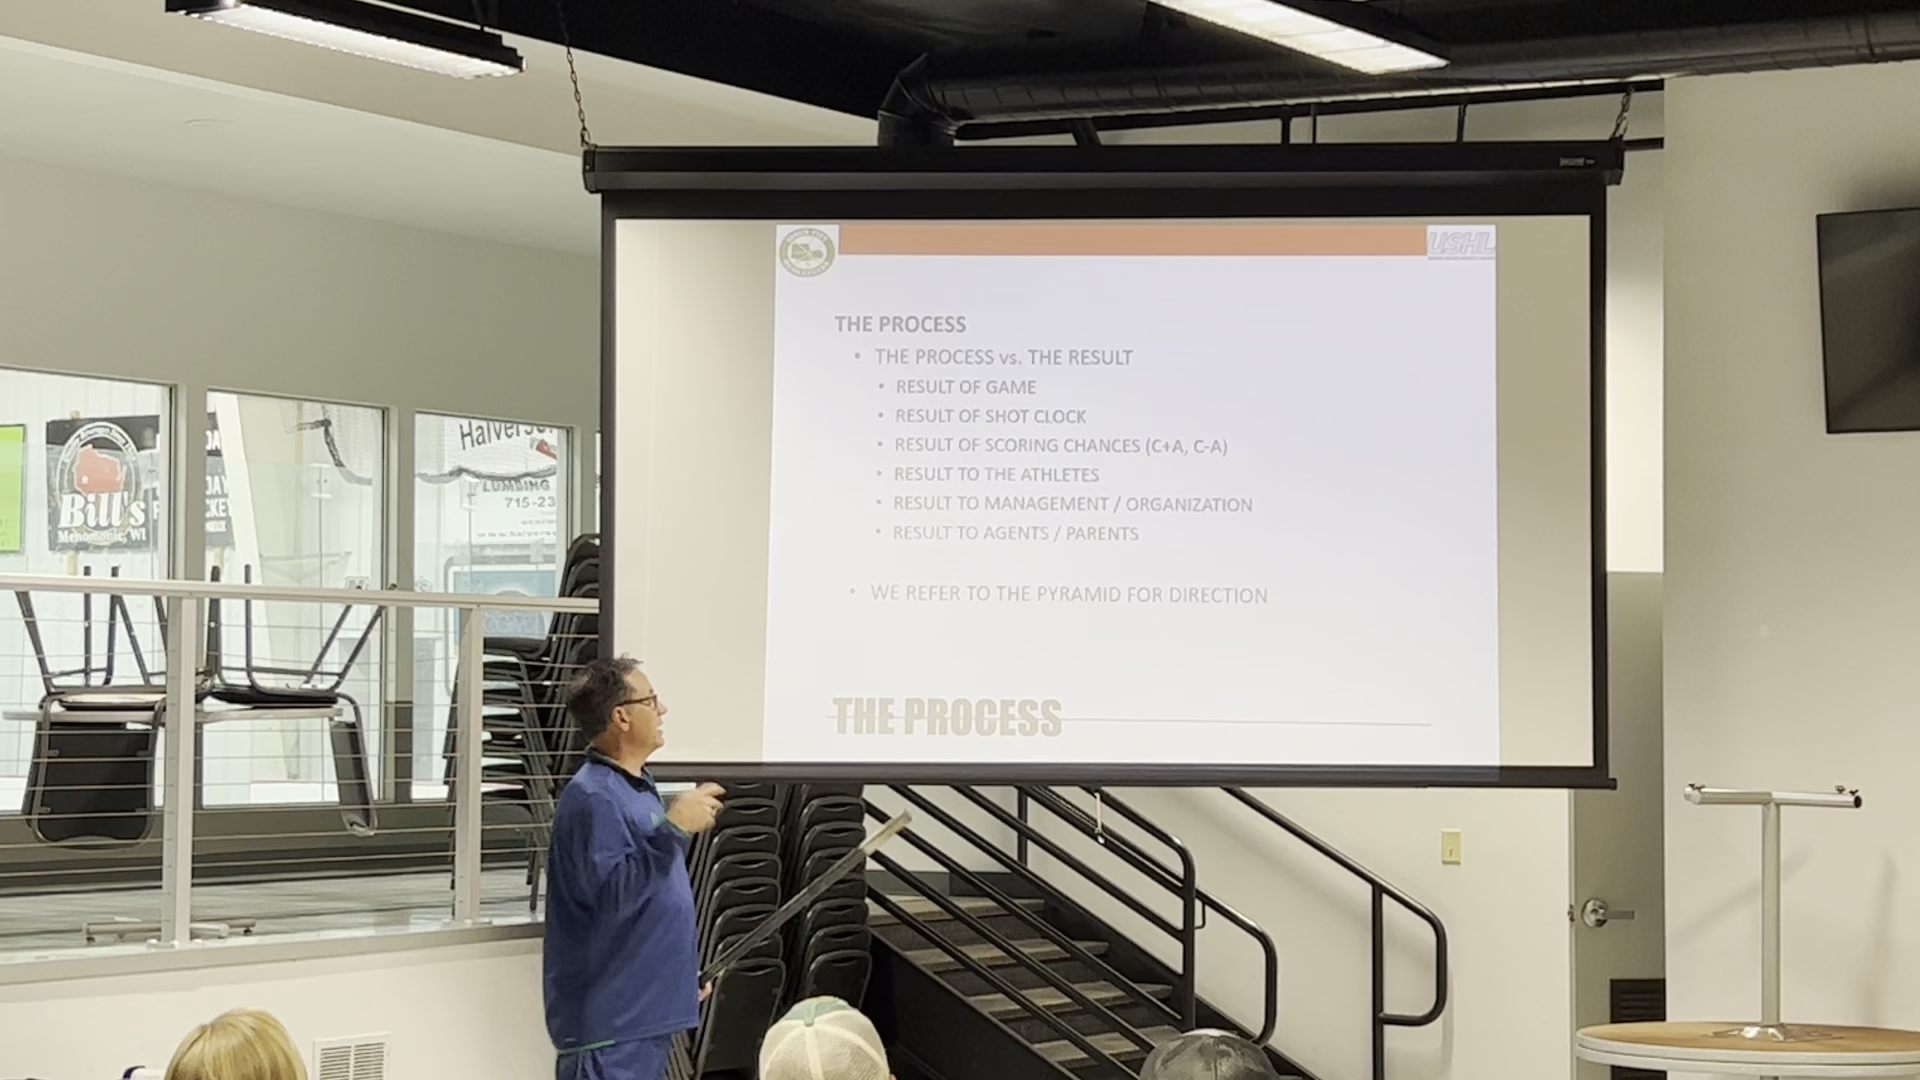 USHL
THE PROCESS
• THE PROCESS vs. THE RESULT
• RESULT OF GAME
• RESULT OF SHOT CLOCK
• RESULT OF SCORING CHANCES (C+A, C-A)
• RESULT TO THE ATHLETES
• RESULT TO MANAGEMENT / ORGANIZATION
• RESULT TO AGENTS / PARENTS
• WE REFER TO THE PYRAMID FOR DIRECTION
THE PROCESS
Bill's
Menomonie, WI
715-23